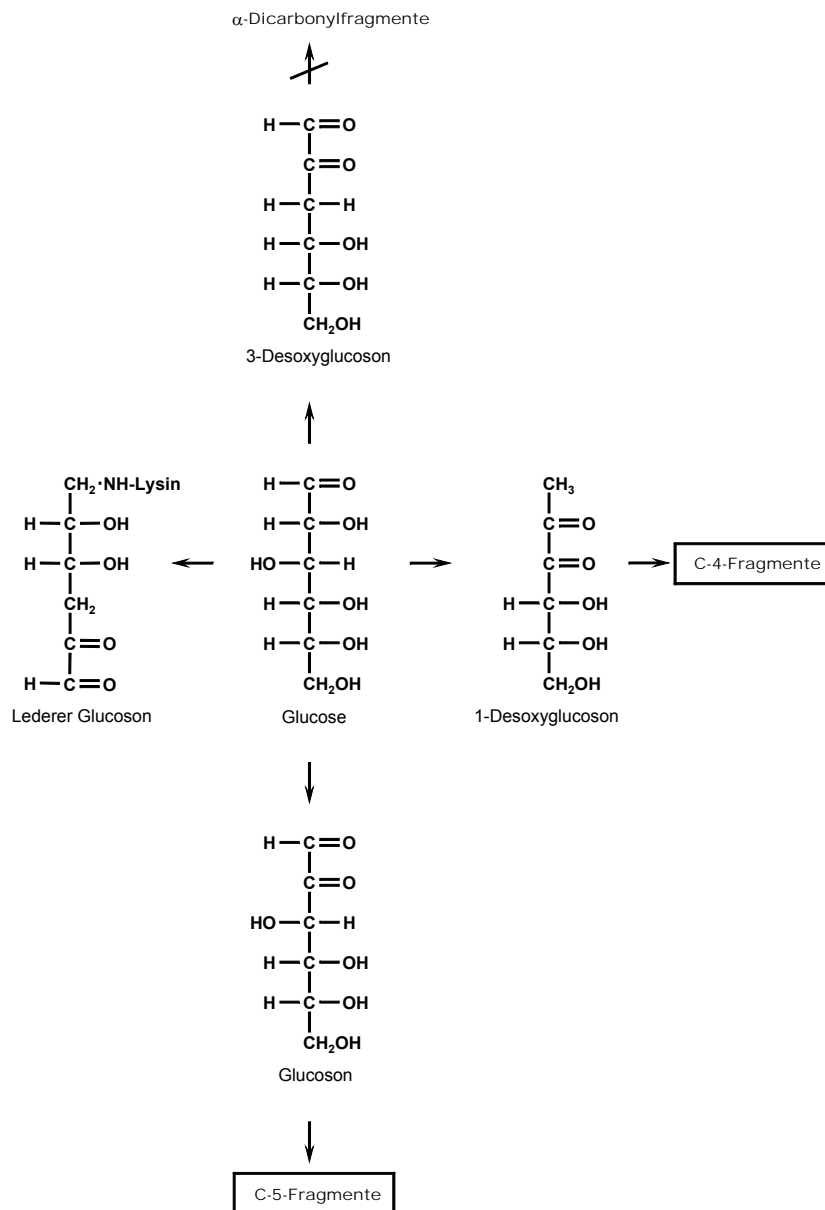 α-Dicarbonylfragmente
H C O
C O
H C H
H C OH
H C OH
CH₂OH
3-Desoxyglucoson
CH₂·NH-Lysin
H C OH
H C OH
CH₂
C O
H C O
Lederer Glucoson
H C O
H C OH
HO C H
H C OH
H C OH
CH₂OH
Glucose
CH₃
C O
C O
H C OH
H C OH
CH₂OH
1-Desoxyglucoson
C-4-Fragmente
H C O
C O
HO C H
H C OH
H C OH
CH₂OH
Glucoson
C-5-Fragmente